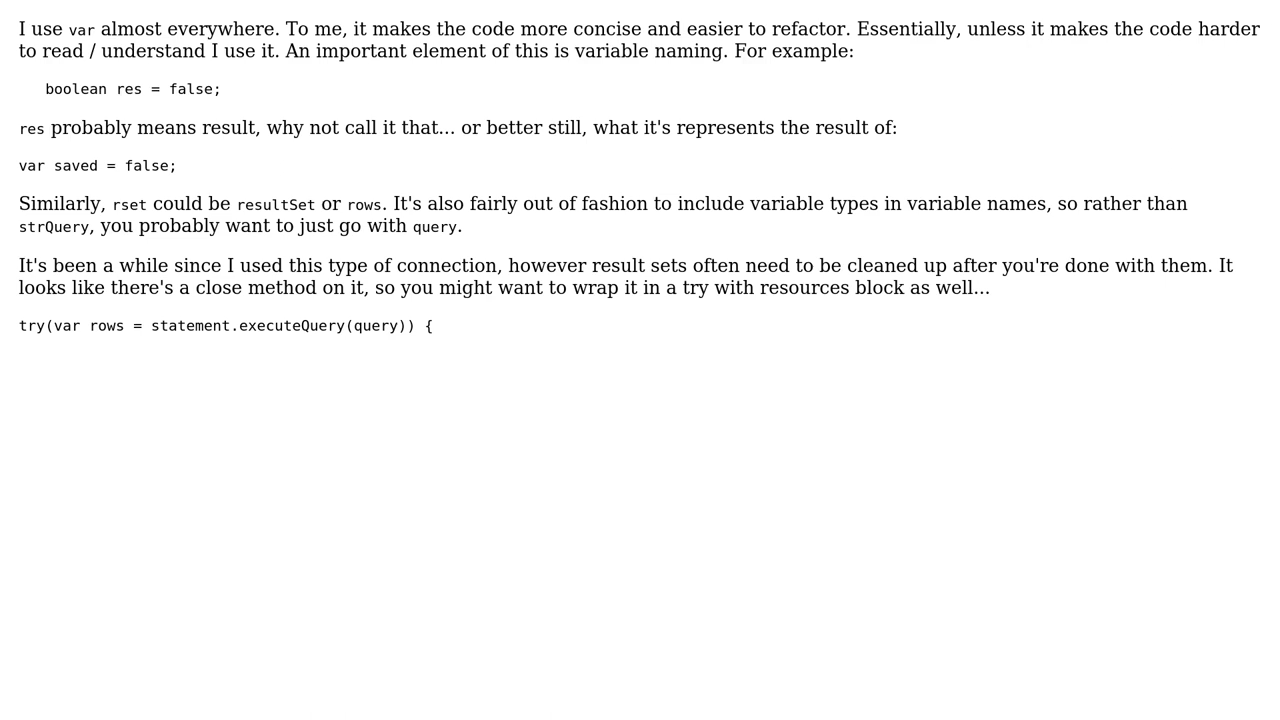 I use var almost everywhere. To me, it makes the code more concise and easier to refactor. Essentially, unless it makes the code harder
to read / understand I use it. An important element of this is variable naming. For example:
boolean res = false;
res probably means result, why not call it that... or better still, what it's represents the result of:
var saved = false;
Similarly, rset could be resultSet or rows. It's also fairly out of fashion to include variable types in variable names, so rather than
strQuery, you probably want to just go with query.
It's been a while since I used this type of connection, however result sets often need to be cleaned up after you're done with them. It
looks like there's a close method on it, so you might want to wrap it in a try with resources block as well...
try(var rows = statement.executeQuery(query)) {